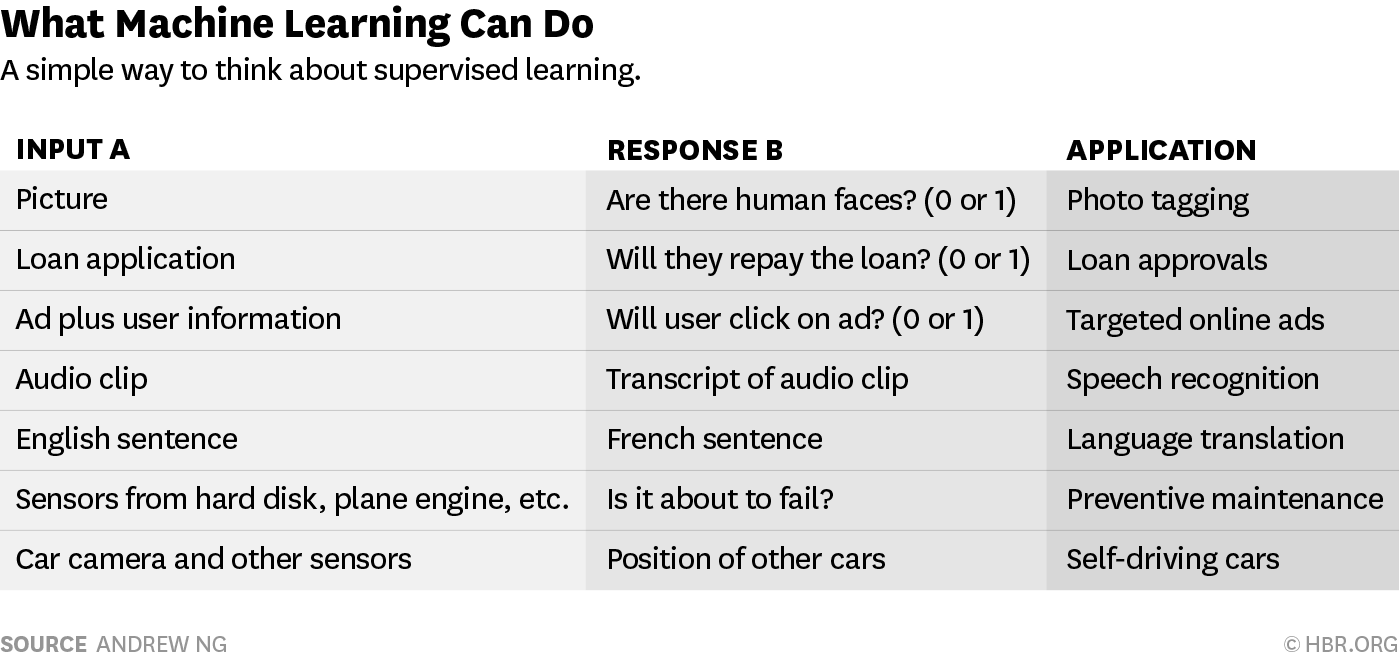 What Machine Learning Can Do
A simple way to think about supervised learning.
INPUT A RESPONSE B APPLICATION
Picture Are there human faces? (0 or 1) Photo tagging
Loan application Will they repay the loan? (0 or 1) Loan approvals
Ad plus user information Will user click on ad? (0 or 1) Targeted online ads
Audio clip Transcript of audio clip Speech recognition
English sentence French sentence Language translation
Sensors from hard disk, plane engine, etc. Is it about to fail? Preventive maintenance
Car camera and other sensors Position of other cars Self-driving cars
SOURCE ANDREW NG © HBR.ORG